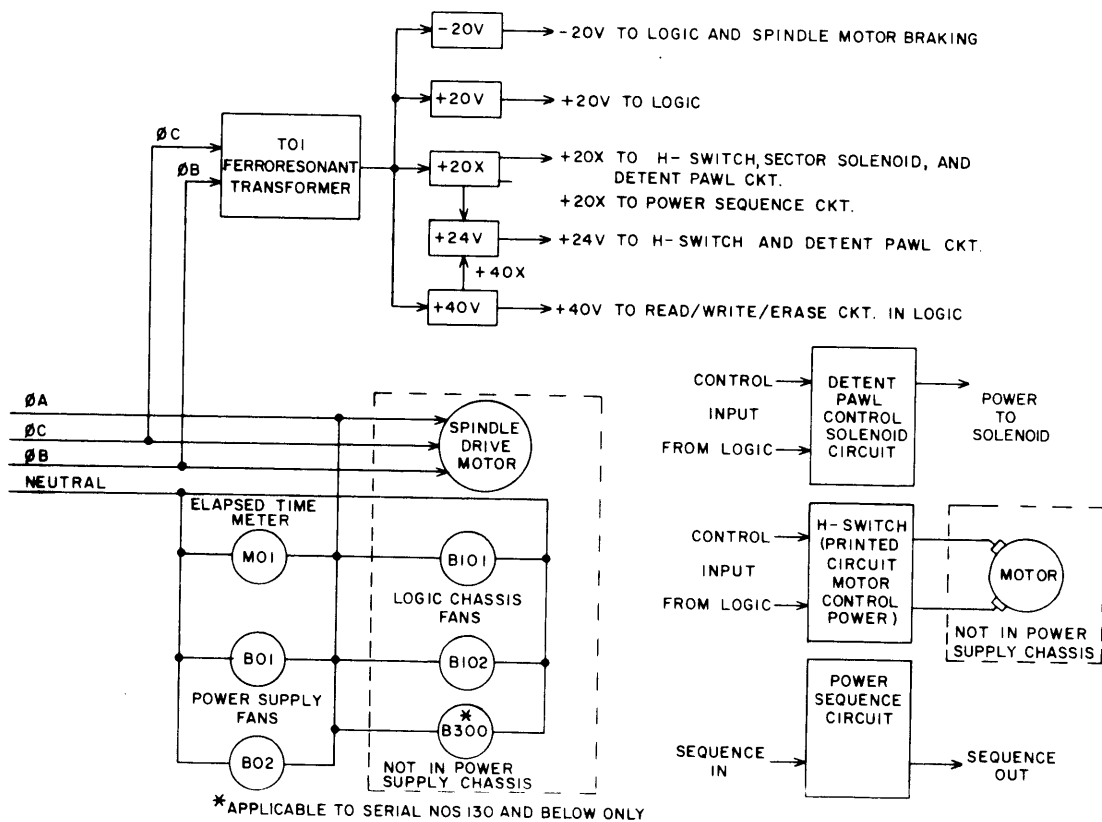 -20V
-20V TO LOGIC AND SPINDLE MOTOR BRAKING
+20V
+20V TO LOGIC
ØC
ØB
TO1
FERRORESONANT
TRANSFORMER
+20X
+20X TO H-SWITCH, SECTOR SOLENOID, AND
DETENT PAWL CKT.
+20X TO POWER SEQUENCE CKT.
+24V
+24V TO H-SWITCH AND DETENT PAWL CKT.
+40X
+40V
+40V TO READ/WRITE/ERASE CKT. IN LOGIC
ØA
ØC
ØB
NEUTRAL
SPINDLE
DRIVE
MOTOR
ELAPSED TIME
METER
MO1
B101
LOGIC CHASSIS
FANS
BO1
B102
POWER SUPPLY
FANS
*
B300
BO2
NOT IN POWER
SUPPLY CHASSIS
*APPLICABLE TO SERIAL NOS 130 AND BELOW ONLY
CONTROL
INPUT
FROM LOGIC
DETENT
PAWL
CONTROL
SOLENOID
CIRCUIT
POWER
TO
SOLENOID
CONTROL
INPUT
FROM LOGIC
H-SWITCH
(PRINTED
CIRCUIT
MOTOR
CONTROL
POWER)
MOTOR
NOT IN POWER
SUPPLY CHASSIS
POWER
SEQUENCE
CIRCUIT
SEQUENCE
IN
SEQUENCE
OUT